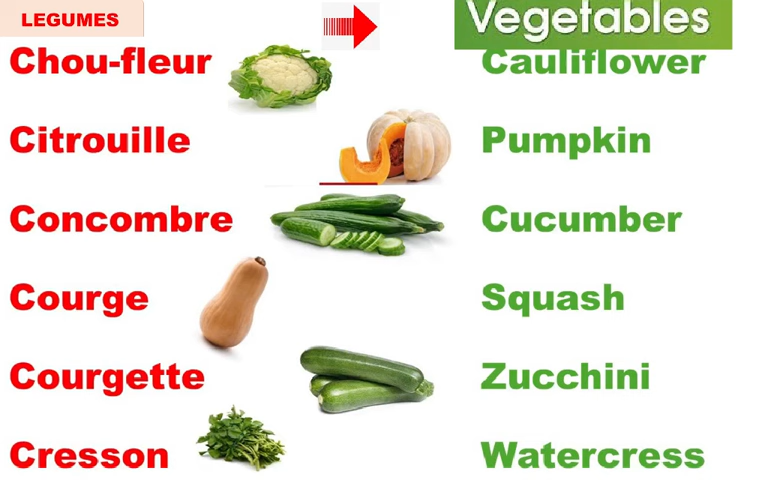 LEGUMES
Vegetables
Chou-fleur
Cauliflower
Citrouille
Pumpkin
Concombre
Cucumber
Courge
Squash
Courgette
Zucchini
Cresson
Watercress